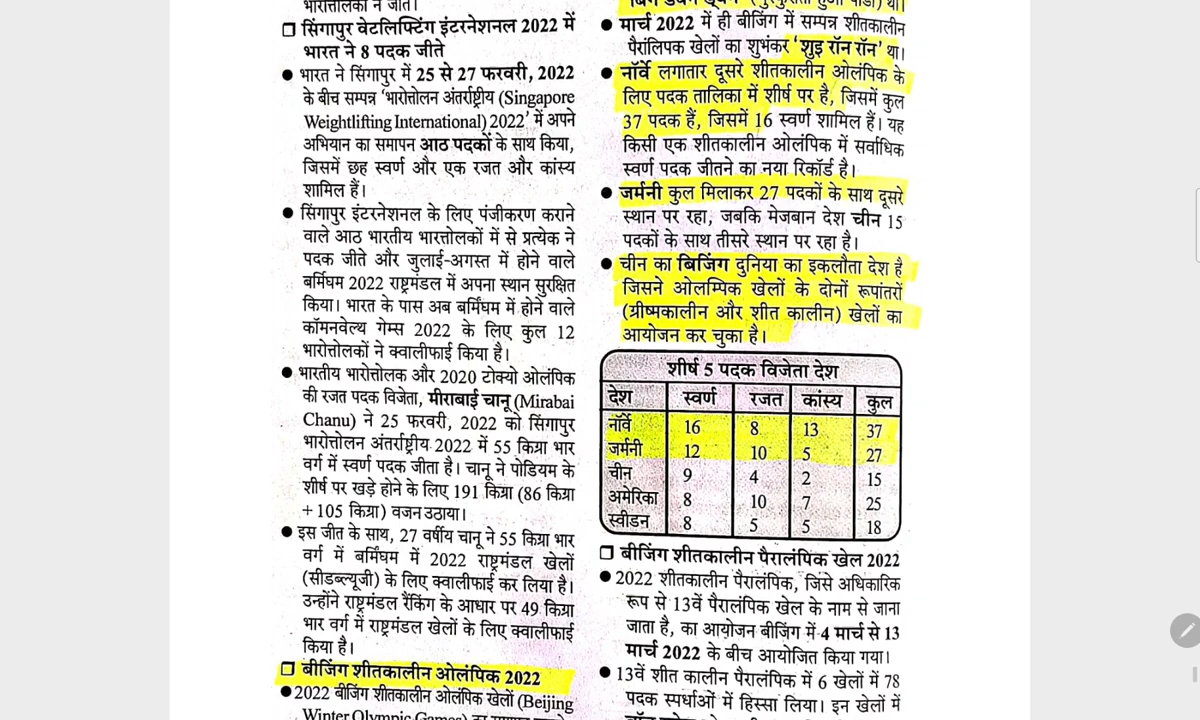 भारोत्तोलकों ने जीते।
❑ सिंगापुर वेटलिफ्टिंग इंटरनेशनल 2022 में
भारत ने 8 पदक जीते
● भारत ने सिंगापुर में 25 से 27 फरवरी, 2022
के बीच सम्पन्न 'भारोत्तोलन अंतर्राष्ट्रीय (Singapore
Weightlifting International) 2022' में अपने
अभियान का समापन आठ पदकों के साथ किया,
जिसमें छह स्वर्ण और एक रजत और कांस्य
शामिल हैं।
● सिंगापुर इंटरनेशनल के लिए पंजीकरण कराने
वाले आठ भारतीय भारत्तोलकों में से प्रत्येक ने
पदक जीते और जुलाई-अगस्त में होने वाले
बर्मिंघम 2022 राष्ट्रमंडल में अपना स्थान सुरक्षित
किया। भारत के पास अब बर्मिंघम में होने वाले
कॉमनवेल्थ गेम्स 2022 के लिए कुल 12
भारोत्तोलकों ने क्वालीफाई किया है।
● भारतीय भारोत्तोलक और 2020 टोक्यो ओलंपिक
की रजत पदक विजेता, मीराबाई चानू (Mirabai
Chanu) ने 25 फरवरी, 2022 को सिंगापुर
भारोत्तोलन अंतर्राष्ट्रीय 2022 में 55 किग्रा भार
वर्ग में स्वर्ण पदक जीता है। चानू ने पोडियम के
शीर्ष पर खड़े होने के लिए 191 किग्रा (86 किग्रा
+ 105 किग्रा) वजन उठाया।
● इस जीत के साथ, 27 वर्षीय चानू ने 55 किग्रा भार
वर्ग में बर्मिंघम में 2022 राष्ट्रमंडल खेलों
(सीडब्ल्यूजी) के लिए क्वालीफाई कर लिया है।
उन्होंने राष्ट्रमंडल रैंकिंग के आधार पर 49 किग्रा
भार वर्ग में राष्ट्रमंडल खेलों के लिए क्वालीफाई
किया है।
❑ बीजिंग शीतकालीन ओलंपिक 2022
● 2022 बीजिंग शीतकालीन ओलंपिक खेलों (Beijing
Winter Olympic Games)
था।
● मार्च 2022 में ही बीजिंग में सम्पन्न शीतकालीन
पैरांलिपक खेलों का शुभंकर 'शुइ रॉन रॉन' था।
● नॉर्वे लगातार दूसरे शीतकालीन ओलंपिक के
लिए पदक तालिका में शीर्ष पर है, जिसमें कुल
37 पदक हैं, जिसमें 16 स्वर्ण शामिल हैं। यह
किसी एक शीतकालीन ओलंपिक में सर्वाधिक
स्वर्ण पदक जीतने का नया रिकॉर्ड है।
● जर्मनी कुल मिलाकर 27 पदकों के साथ दूसरे
स्थान पर रहा, जबकि मेजबान देश चीन 15
पदकों के साथ तीसरे स्थान पर रहा है।
● चीन का बिजिंग दुनिया का इकलौता देश है
जिसने ओलम्पिक खेलों के दोनों रूपांतरों
(ग्रीष्मकालीन और शीत कालीन) खेलों का
आयोजन कर चुका है।
शीर्ष 5 पदक विजेता देश
देश स्वर्ण रजत कांस्य कुल
नॉर्वे 16 8 13 37
जर्मनी 12 10 5 27
चीन 9 4 2 15
अमेरिका 8 10 7 25
स्वीडन 8 5 5 18
❑ बीजिंग शीतकालीन पैरालंपिक खेल 2022
● 2022 शीतकालीन पैरालंपिक, जिसे अधिकारिक
रूप से 13वें पैरालंपिक खेल के नाम से जाना
जाता है, का आयोजन बीजिंग में 4 मार्च से 13
मार्च 2022 के बीच आयोजित किया गया।
● 13वें शीत कालीन पैरालंपिक में 6 खेलों में 78
पदक स्पर्धाओं में हिस्सा लिया। इन खेलों में